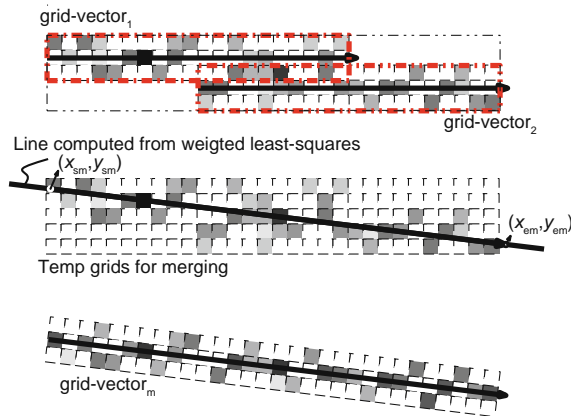 grid-vector1
grid-vector2
Line computed from weigted least-squares
(xsm,ysm)
(xem,yem)
Temp grids for merging
grid-vectorm